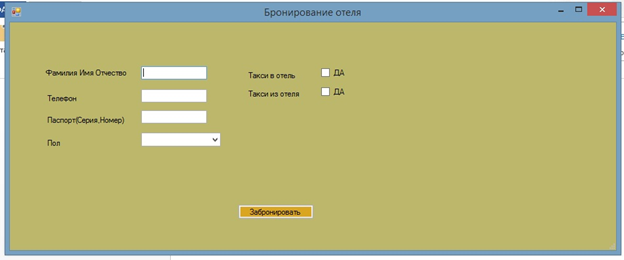 Бронирование отеля
Фамилия Имя Отчество
Телефон
Паспорт(Серия,Номер)
Пол
Такси в отель
ДА
Такси из отеля
ДА
Забронировать